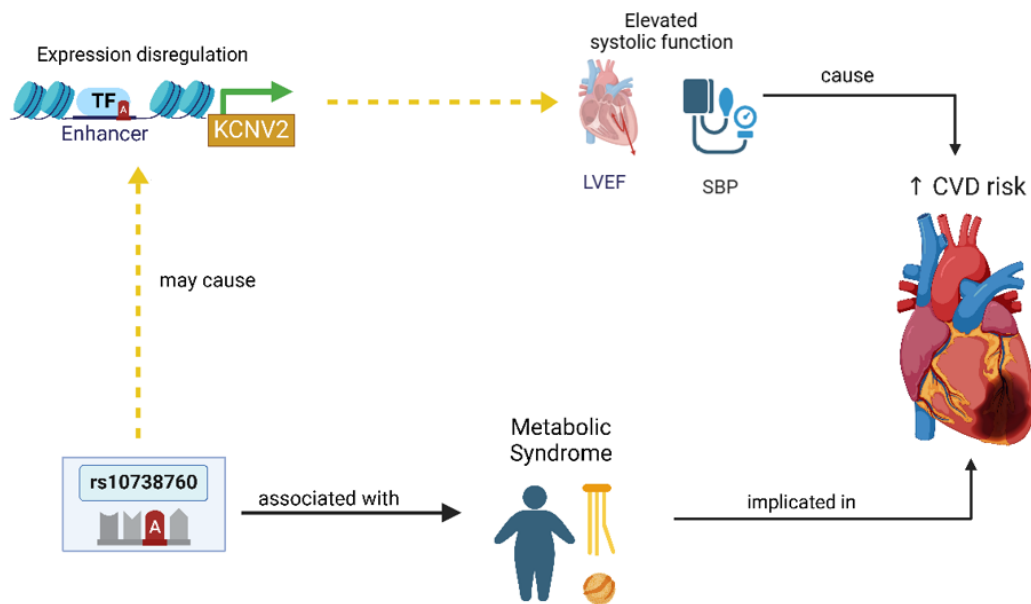 Expression disregulation
TF
A
Enhancer
KCNV2
Elevated
systolic function
LVEF
SBP
cause
↑ CVD risk
may cause
rs10738760
A
associated with
Metabolic
Syndrome
implicated in